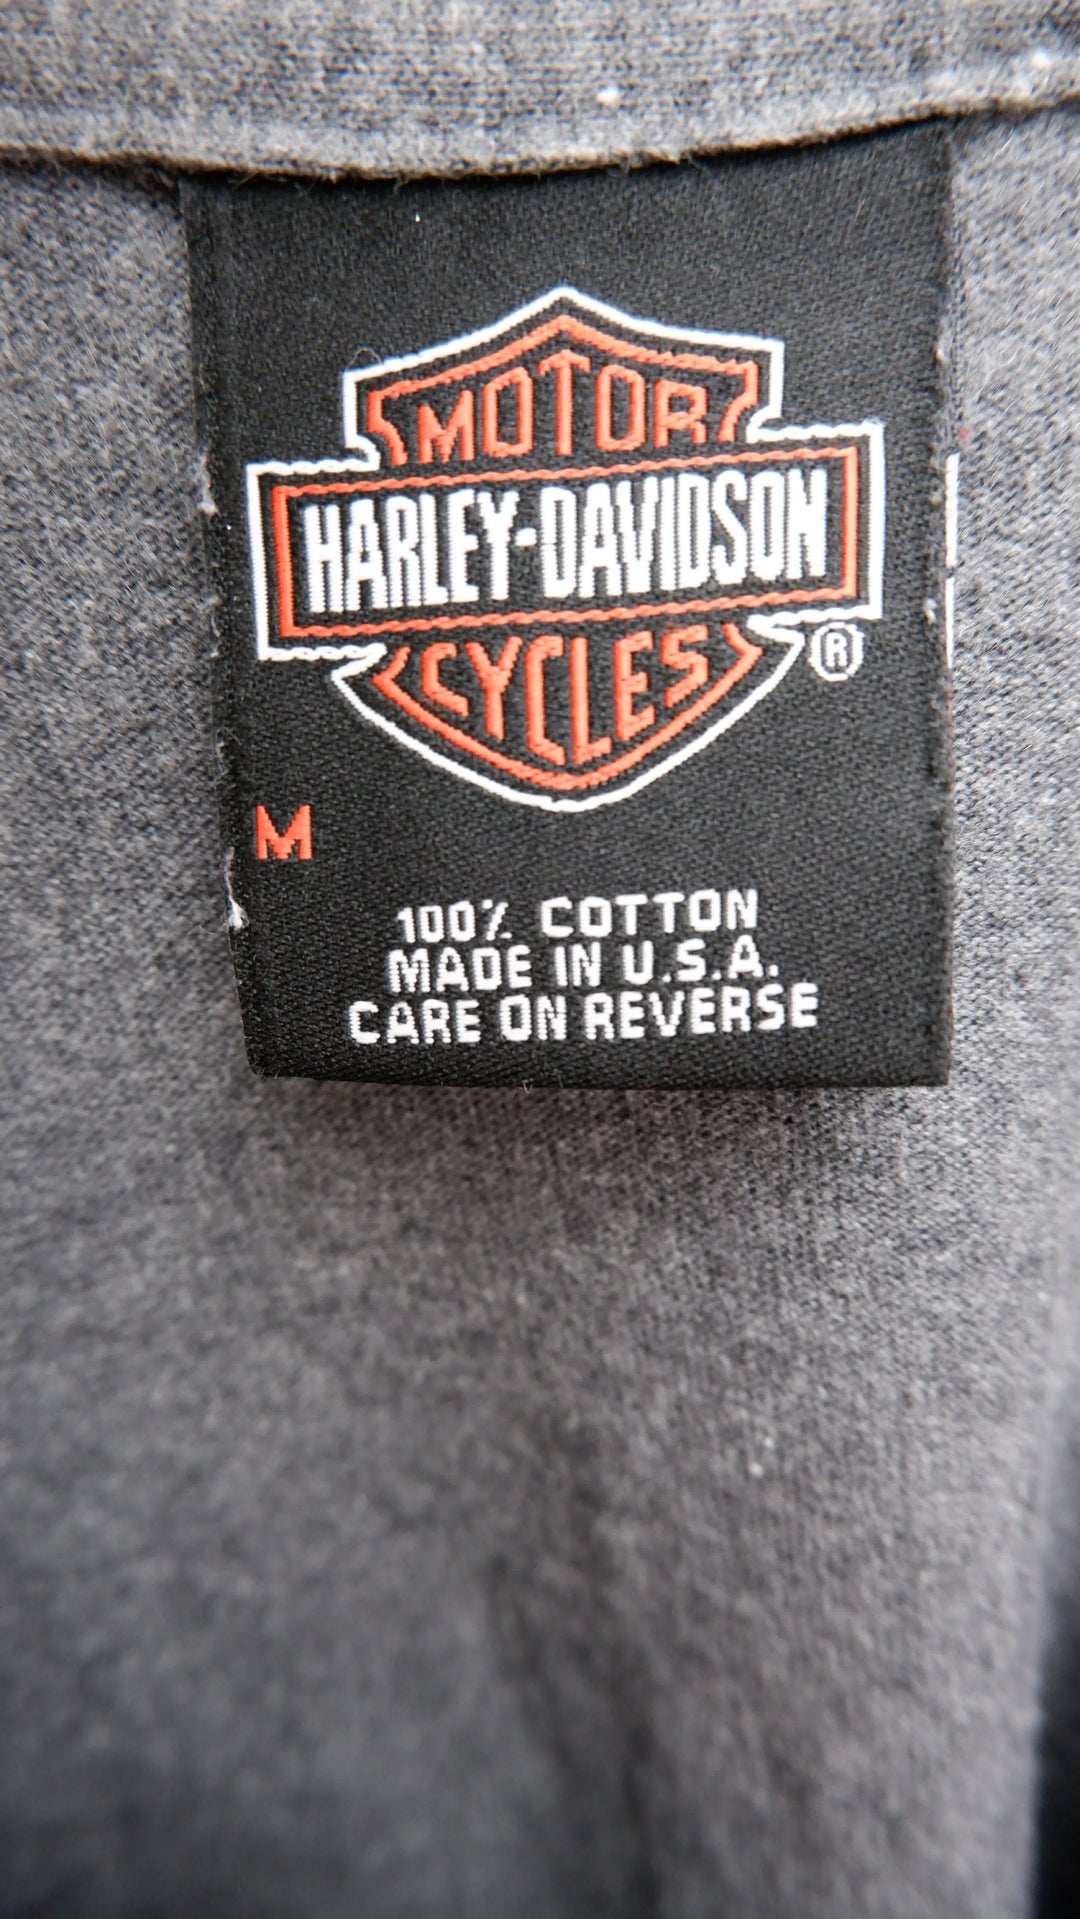 MOTOR
HARLEY-DAVIDSON
CYCLES
®
M
100% COTTON
MADE IN U.S.A.
CARE ON REVERSE